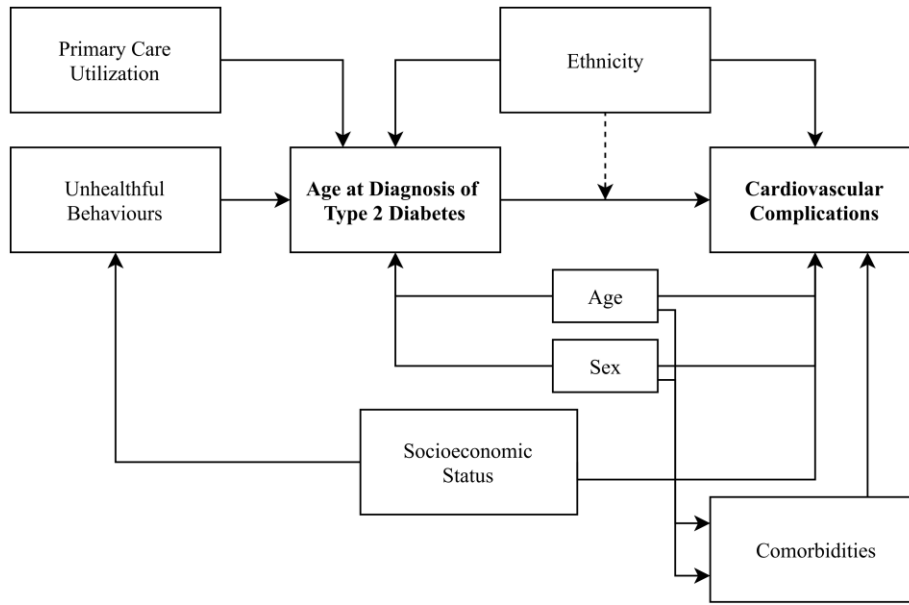 Primary Care
Utilization
Ethnicity
Unhealthful
Behaviours
Age at Diagnosis of
Type 2 Diabetes
Cardiovascular
Complications
Age
Sex
Socioeconomic
Status
Comorbidities